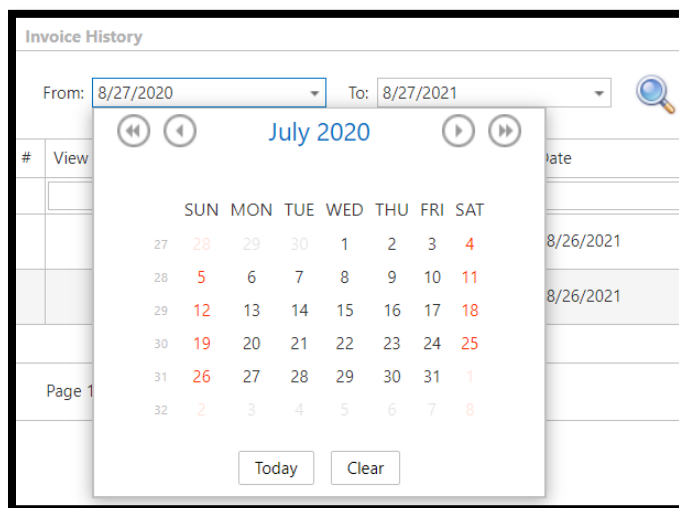 Invoice History
From: 8/27/2020 To: 8/27/2021
July 2020
# View
SUN MON TUE WED THU FRI SAT
27 28 29 30 1 2 3 4
8/26/2021
28 5 6 7 8 9 10 11
29 12 13 14 15 16 17 18
8/26/2021
30 19 20 21 22 23 24 25
31 26 27 28 29 30 31 1
Page 1
32 2 3 4 5 6 7 8
Today Clear